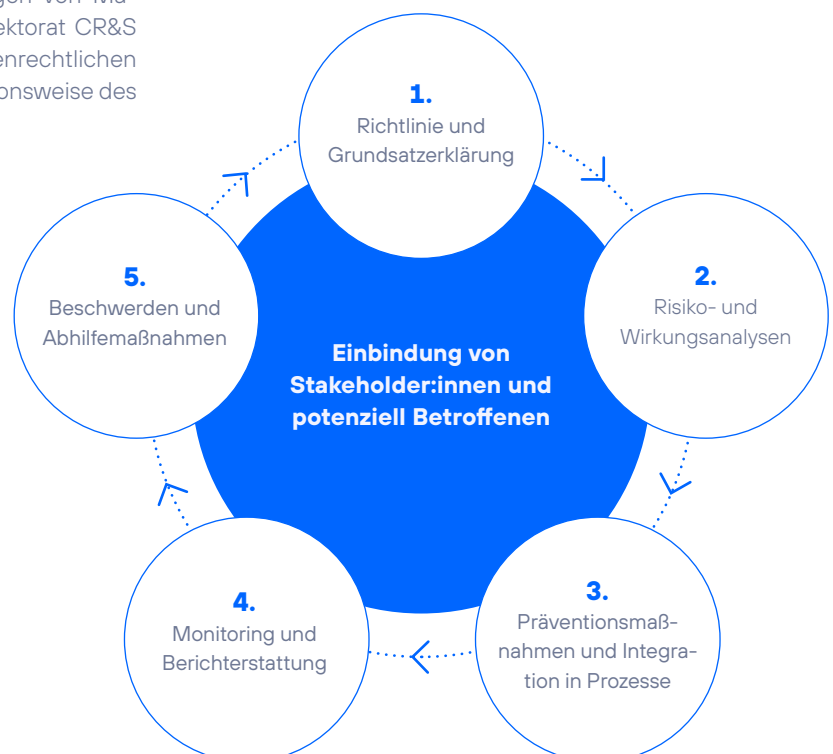 ektorat CR&S
onsweise des
1.
Richtlinie und
Grundsatzerklärung
2.
Risiko- und
Wirkungsanalysen
3.
Präventionsmaß-
nahmen und Integra-
tion in Prozesse
4.
Monitoring und
Berichterstattung
5.
Beschwerden und
Abhilfemaßnahmen
Einbindung von
Stakeholder:innen und
potenziell Betroffenen